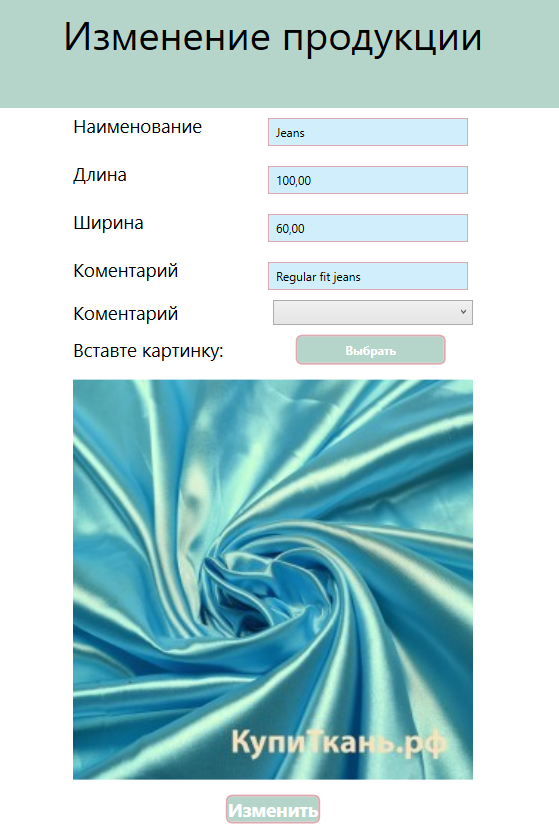 Изменение продукции
Наименование Jeans
Длина 100,00
Ширина 60,00
Коментарий Regular fit jeans
Коментарий
Вставте картинку: Выбрать
КупиТкань.рф
Изменить